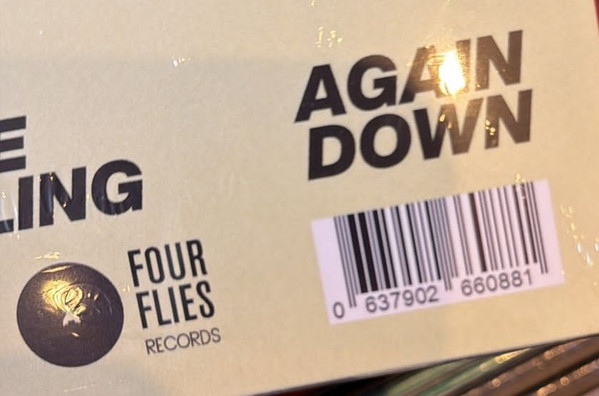 E
LING
AGAIN
DOWN
FOUR
FLIES
RECORDS
0 637902 660881